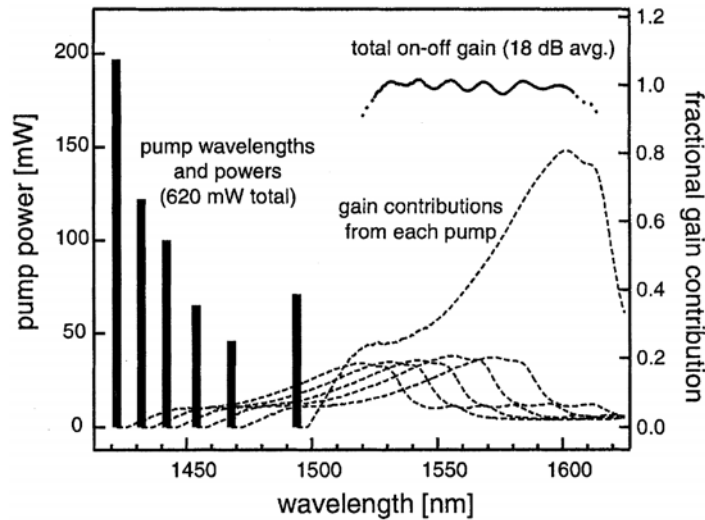 200
150
100
50
0
pump power [mW]
1.2
1.0
0.8
0.6
0.4
0.2
0.0
fractional gain contribution
total on-off gain (18 dB avg.)
pump wavelengths
and powers
(620 mW total)
gain contributions
from each pump
1450
1500
1550
1600
wavelength [nm]